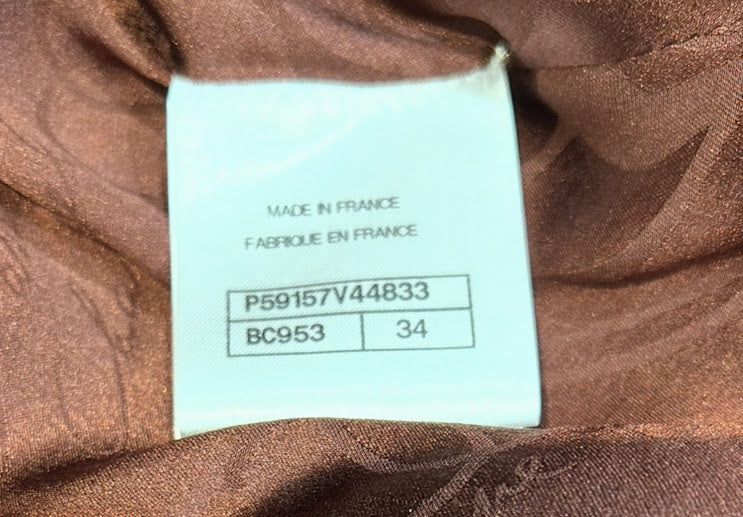 MADE IN FRANCE
FABRIQUE EN FRANCE
P59157V44833
BC953 34